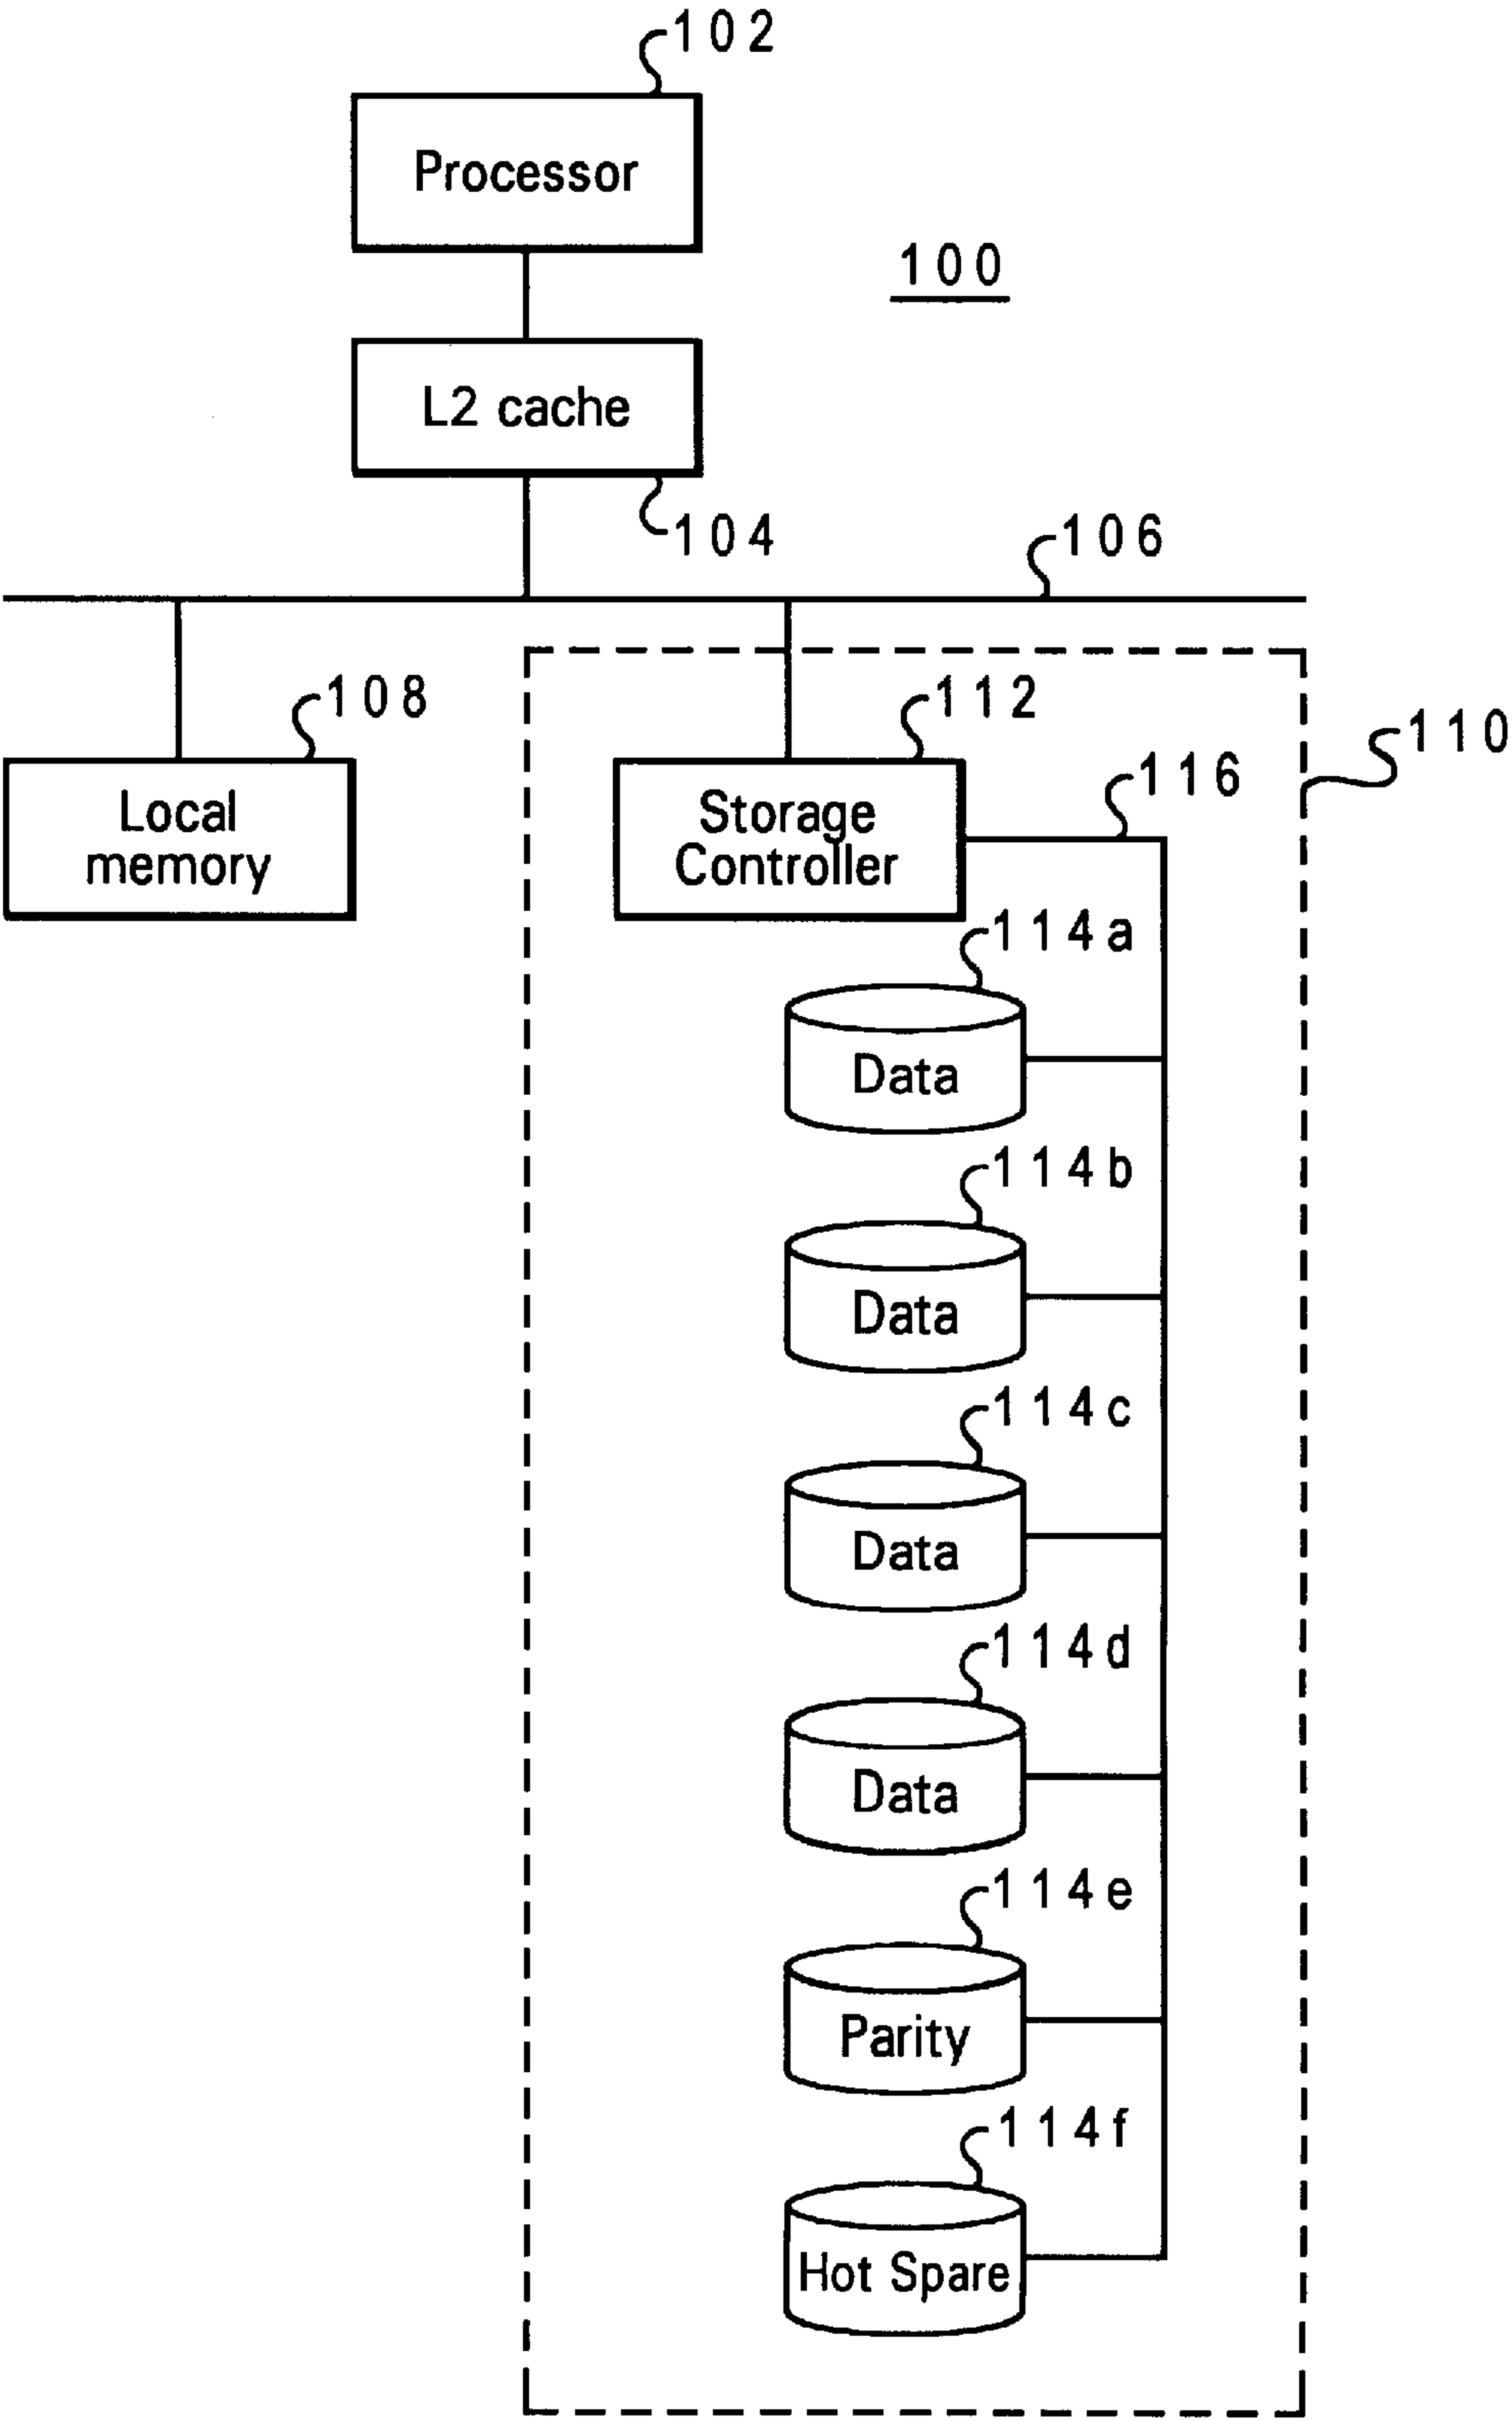 102
Processor
100
L2 cache
104
106
108
112
110
Local
memory
Storage
Controller
116
114a
Data
114b
Data
114c
Data
114d
Data
114e
Parity
114f
Hot Spare